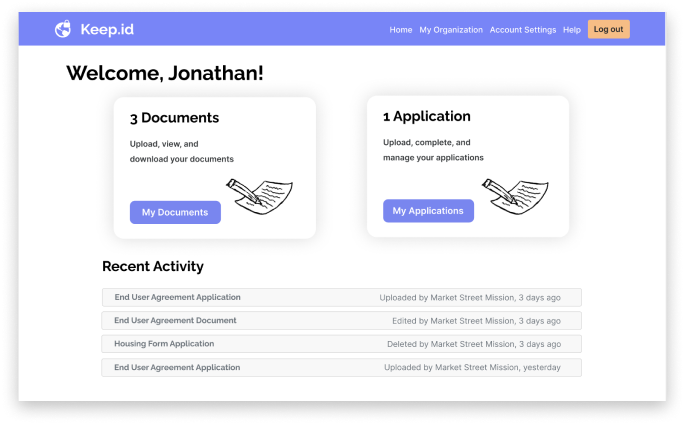 Keep.id
Home My Organization Account Settings Help Log out
Welcome, Jonathan!
3 Documents
Upload, view, and
download your documents
My Documents
1 Application
Upload, complete, and
manage your applications
My Applications
Recent Activity
End User Agreement Application Uploaded by Market Street Mission, 3 days ago
End User Agreement Document Edited by Market Street Mission, 3 days ago
Housing Form Application Deleted by Market Street Mission, 3 days ago
End User Agreement Application Uploaded by Market Street Mission, yesterday